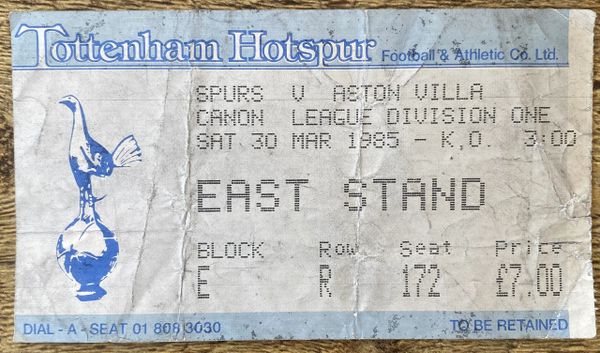 Tottenham Hotspur Football & Athletic Co. Ltd.
SPURS V ASTON VILLA
CANON LEAGUE DIVISION ONE
SAT 30 MAR 1985 - K,O. 3:00
EAST STAND
BLOCK Row Seat Price
E R 172 £7.00
DIAL - A - SEAT 01 808 3030 TO BE RETAINED